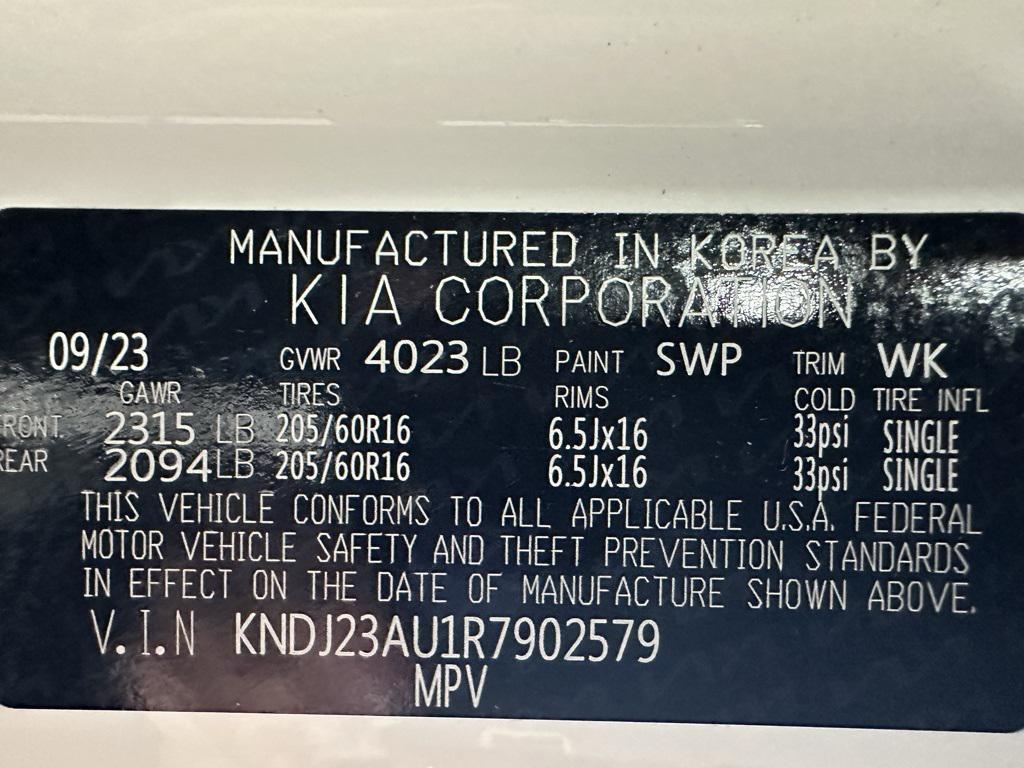 MANUFACTURED IN KOREA BY
KIA CORPORATION
09/23 GVWR 4023 LB PAINT SWP TRIM WK
GAWR TIRES RIMS COLD TIRE INFL
RONT. 2315 LB 205/60R16 6.5Jx16 33psi SINGLE
REAR 2094 LB 205/60R16 6.5Jx16 33psi SINGLE
THIS VEHICLE CONFORMS TO ALL APPLICABLE U.S.A. FEDERAL
MOTOR VEHICLE SAFETY AND THEFT PREVENTION STANDARDS
IN EFFECT ON THE DATE OF MANUFACTURE SHOWN ABOVE.
V.I.N KNDJ23AU1R7902579
MPV